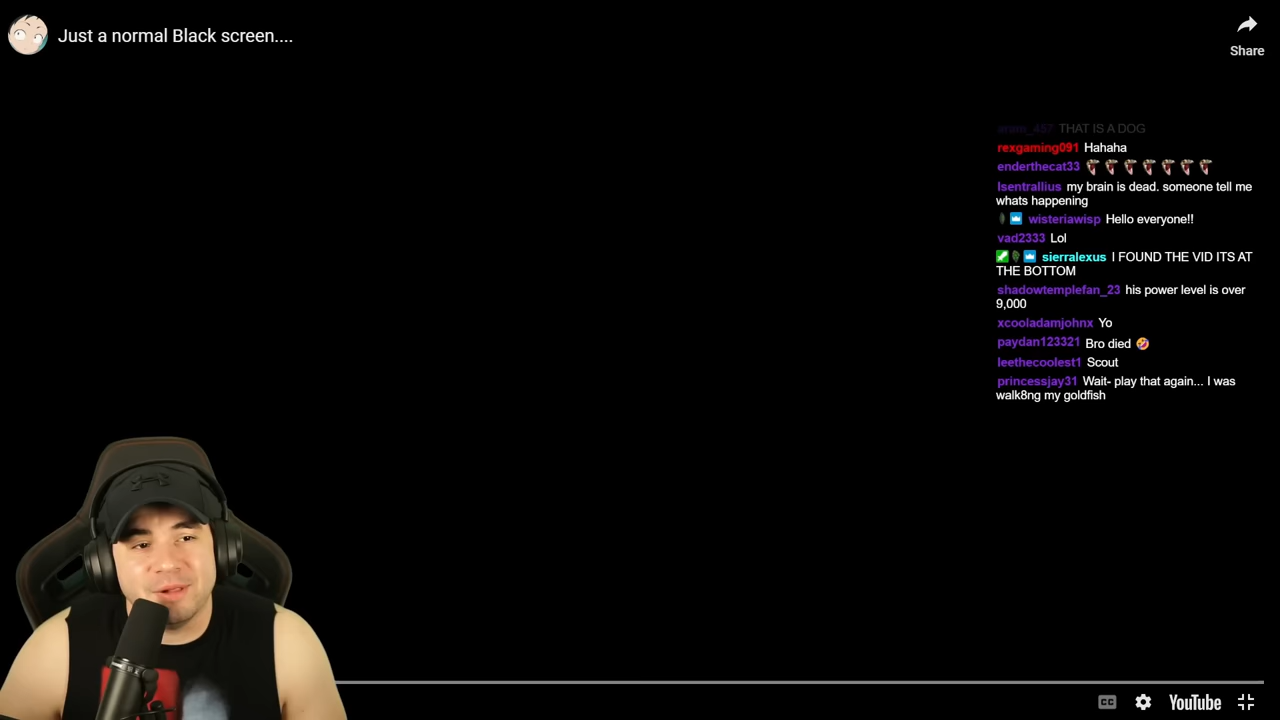 Just a normal Black screen....
Share
aram_457 THAT IS A DOG
rexgaming091 Hahaha
enderthecat33
lsentrallius my brain is dead. someone tell me
whats happening
wisteriawisp Hello everyone!!
vad2333 Lol
sierralexus I FOUND THE VID ITS AT
THE BOTTOM
shadowtemplefan_23 his power level is over
9,000
xcooladamjohnx Yo
paydan123321 Bro died 🤣
leethecoolest1 Scout
princessjay31 Wait- play that again... I was
walk8ng my goldfish
CC
YouTube